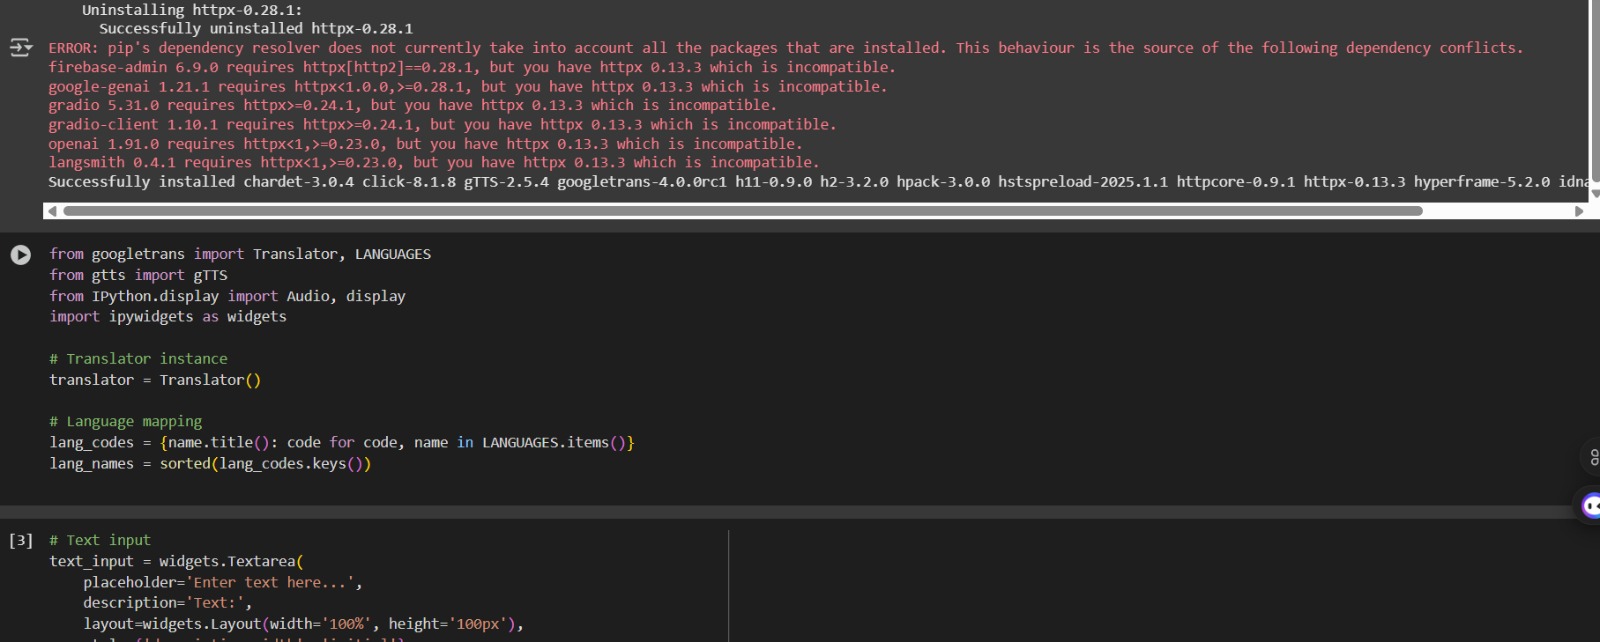 Uninstalling httpx-0.28.1:
Successfully uninstalled httpx-0.28.1
ERROR: pip's dependency resolver does not currently take into account all the packages that are installed. This behaviour is the source of the following dependency conflicts.
firebase-admin 6.9.0 requires httpx[http2]==0.28.1, but you have httpx 0.13.3 which is incompatible.
google-genai 1.21.1 requires httpx<1.0.0,>=0.28.1, but you have httpx 0.13.3 which is incompatible.
gradio 5.31.0 requires httpx>=0.24.1, but you have httpx 0.13.3 which is incompatible.
gradio-client 1.10.1 requires httpx>=0.24.1, but you have httpx 0.13.3 which is incompatible.
openai 1.91.0 requires httpx<1,>=0.23.0, but you have httpx 0.13.3 which is incompatible.
langsmith 0.4.1 requires httpx<1,>=0.23.0, but you have httpx 0.13.3 which is incompatible.
Successfully installed chardet-3.0.4 click-8.1.8 gTTS-2.5.4 googletrans-4.0.0rc1 h11-0.9.0 h2-3.2.0 hpack-3.0.0 hstspreload-2025.1.1 httpcore-0.9.1 httpx-0.13.3 hyperframe-5.2.0 idna
from googletrans import Translator, LANGUAGES
from gtts import gTTS
from IPython.display import Audio, display
import ipywidgets as widgets
# Translator instance
translator = Translator()
# Language mapping
lang_codes = {name.title(): code for code, name in LANGUAGES.items()}
lang_names = sorted(lang_codes.keys())
[3] # Text input
text_input = widgets.Textarea(
placeholder='Enter text here...',
description='Text:',
layout=widgets.Layout(width='100%', height='100px'),